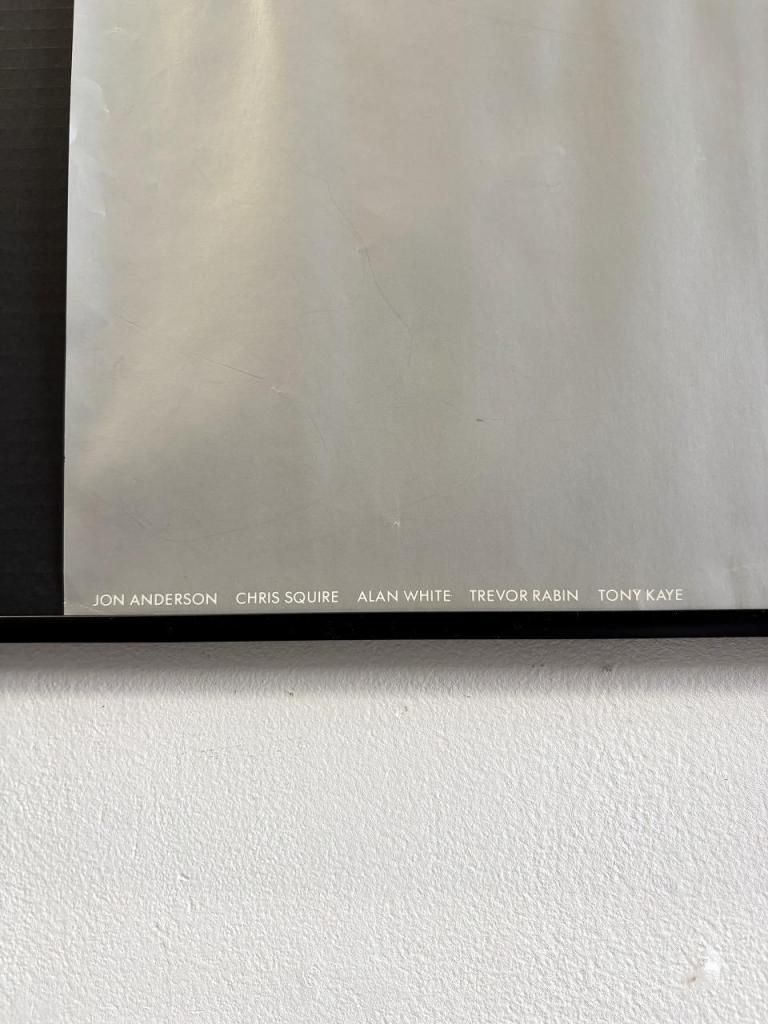 JON ANDERSON CHRIS SQUIRE ALAN WHITE TREVOR RABIN TONY KAYE